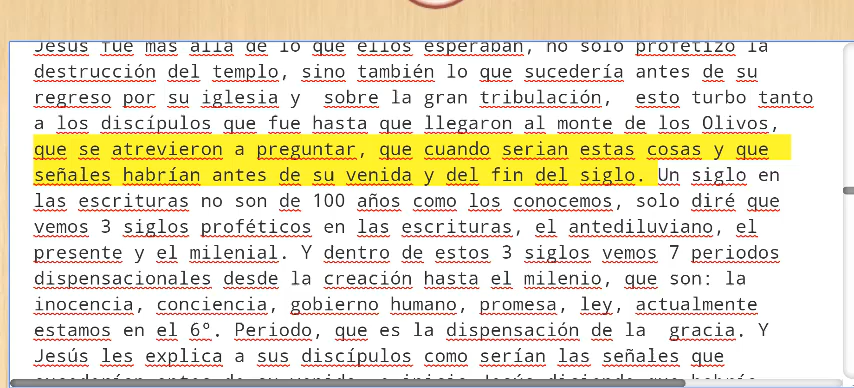 Jesús fue más allá de lo que ellos esperaban, no solo profetizo la
destrucción del templo, sino también lo que sucedería antes de su
regreso por su iglesia y  sobre la gran tribulación,  esto turbo tanto
a los discípulos que fue hasta que llegaron al monte de los Olivos,
que se atrevieron a preguntar, que cuando serian estas cosas y que
señales habrían antes de su venida y del fin del siglo. Un siglo en
las escrituras no son de 100 años como los conocemos, solo diré que
vemos 3 siglos proféticos en las escrituras, el antediluviano, el
presente y el milenial. Y dentro de estos 3 siglos vemos 7 periodos
dispensacionales desde la creación hasta el milenio, que son: la
inocencia, conciencia, gobierno humano, promesa, ley, actualmente
estamos en el 6º. Periodo, que es la dispensación de la  gracia. Y
Jesús les explica a sus discípulos como serían las señales que